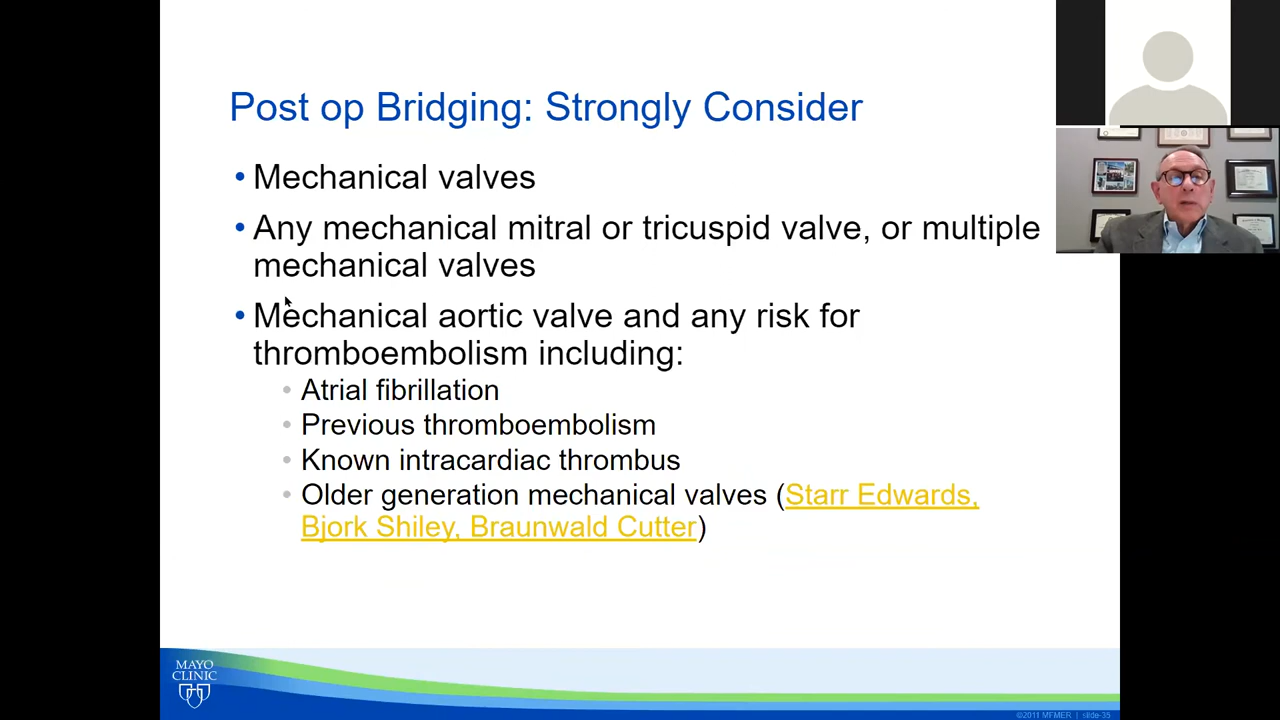 Post op Bridging: Strongly Consider
• Mechanical valves
• Any mechanical mitral or tricuspid valve, or multiple
mechanical valves
• Mechanical aortic valve and any risk for
thromboembolism including:
• Atrial fibrillation
• Previous thromboembolism
• Known intracardiac thrombus
• Older generation mechanical valves (Starr Edwards,
Bjork Shiley, Braunwald Cutter)
MAYO
CLINIC
©2011 MFMER | slide-35